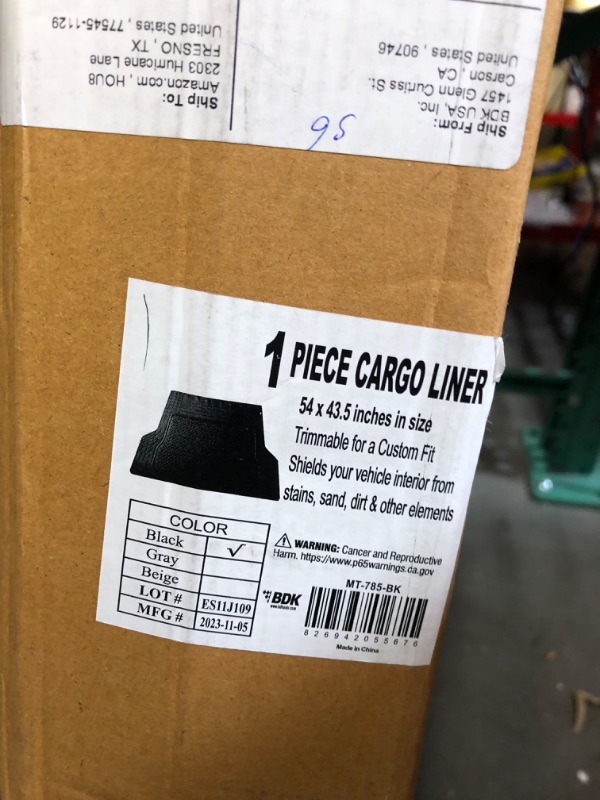 Ship From:
BDK USA, Inc.
1457 Glenn Curtiss St.
Carson , CA
United States , 90746
Ship To:
Amazon.com , HOU8
2303 Hurricane Lane
FRESNO , TX
United States , 77545-1129
95
1 PIECE CARGO LINER
54 x 43.5 inches in size
Trimmable for a Custom Fit
Shields your vehicle interior from
stains, sand, dirt & other elements
COLOR
Black ✓
Gray
Beige
LOT # ES11J109
MFG # 2023-11-05
WARNING: Cancer and Reproductive
Harm. https://www.p65warnings.ca.gov
BDK
MT-785-BK
826942055676
Made in China